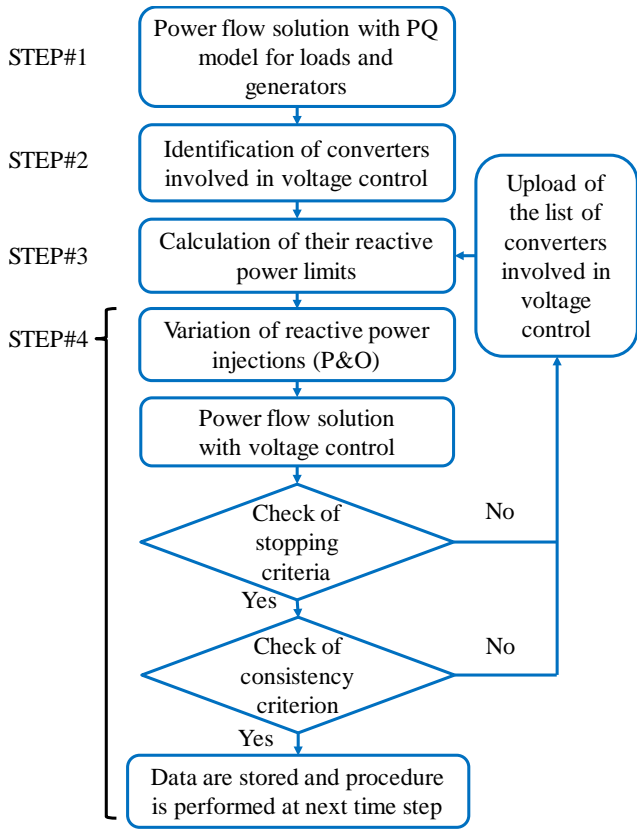 STEP#1
Power flow solution with PQ
model for loads and
generators
STEP#2
Identification of converters
involved in voltage control
STEP#3
Calculation of their reactive
power limits
Upload of
the list of
converters
involved in
voltage
control
STEP#4
Variation of reactive power
injections (P&O)
Power flow solution
with voltage control
Check of
stopping
criteria
No
Yes
Check of
consistency
criterion
No
Yes
Data are stored and procedure
is performed at next time step